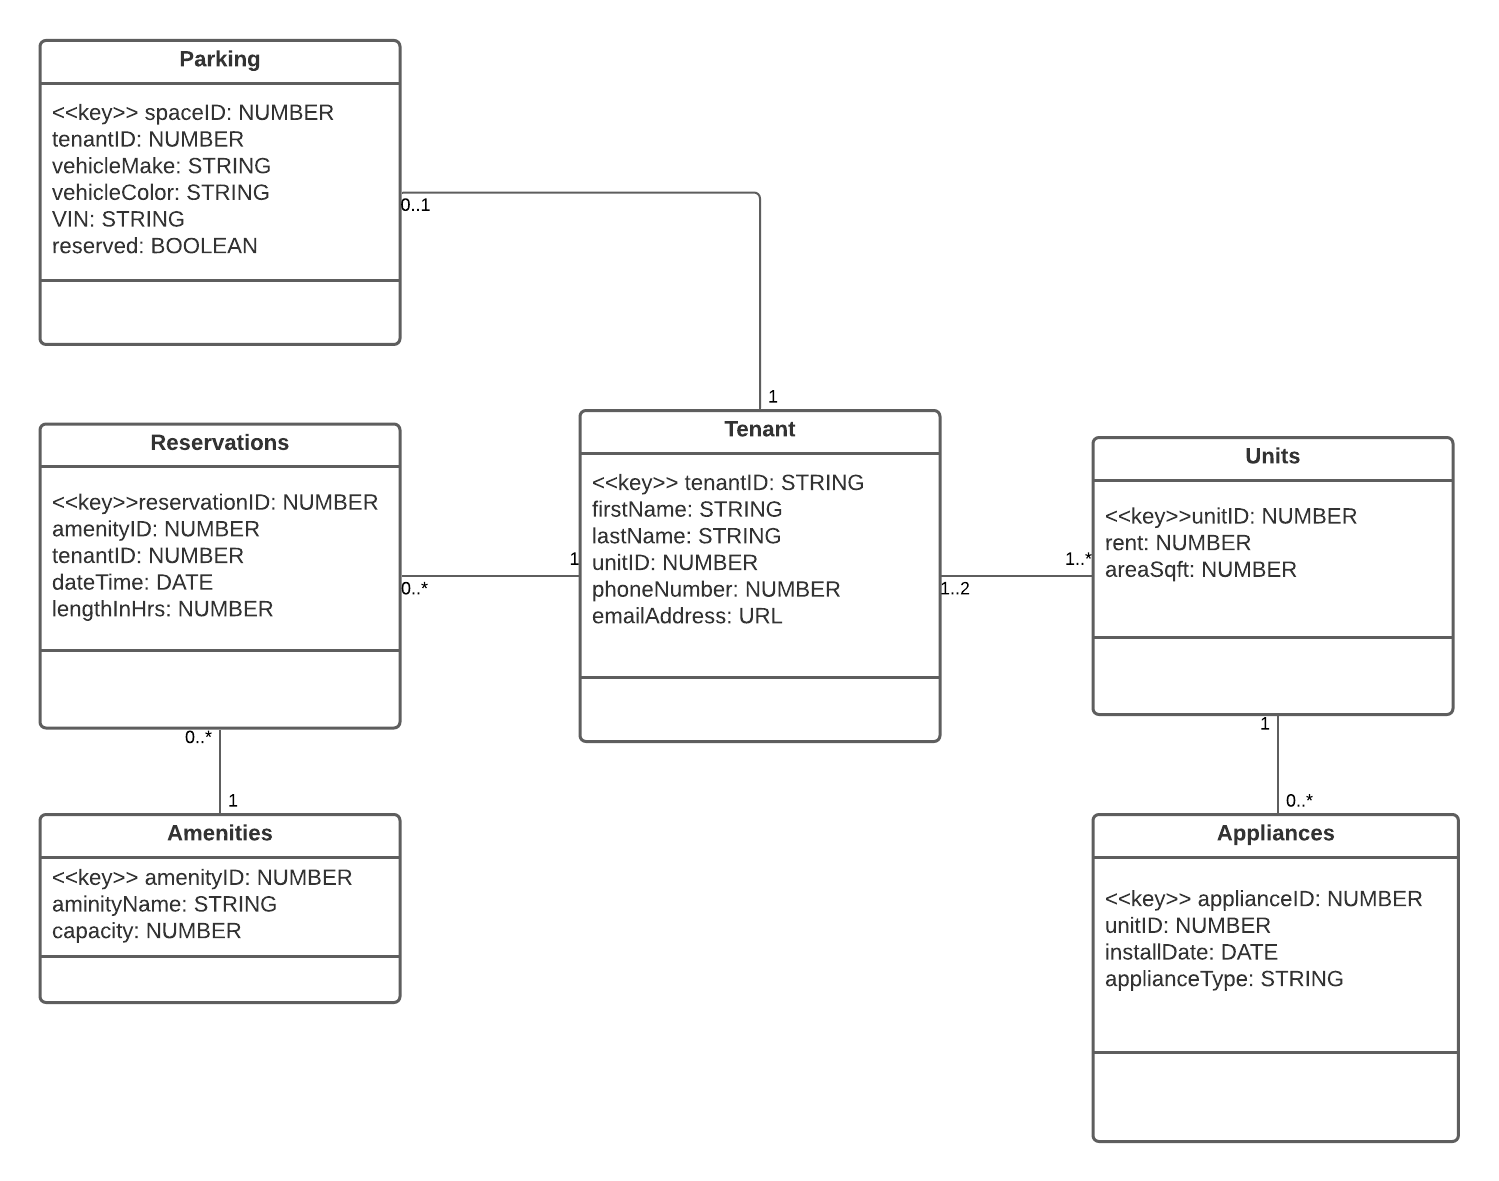 Parking
<<key>> spaceID: NUMBER
tenantID: NUMBER
vehicleMake: STRING
vehicleColor: STRING
VIN: STRING
reserved: BOOLEAN
0..1
1
Reservations
<<key>>reservationID: NUMBER
amenityID: NUMBER
tenantID: NUMBER
dateTime: DATE
lengthInHrs: NUMBER
0..*
1
Tenant
<<key>> tenantID: STRING
firstName: STRING
lastName: STRING
unitID: NUMBER
phoneNumber: NUMBER
emailAddress: URL
1..2
1..*
Units
<<key>>unitID: NUMBER
rent: NUMBER
areaSqft: NUMBER
0..*
1
Amenities
<<key>> amenityID: NUMBER
aminityName: STRING
capacity: NUMBER
1
0..*
Appliances
<<key>> applianceID: NUMBER
unitID: NUMBER
installDate: DATE
applianceType: STRING